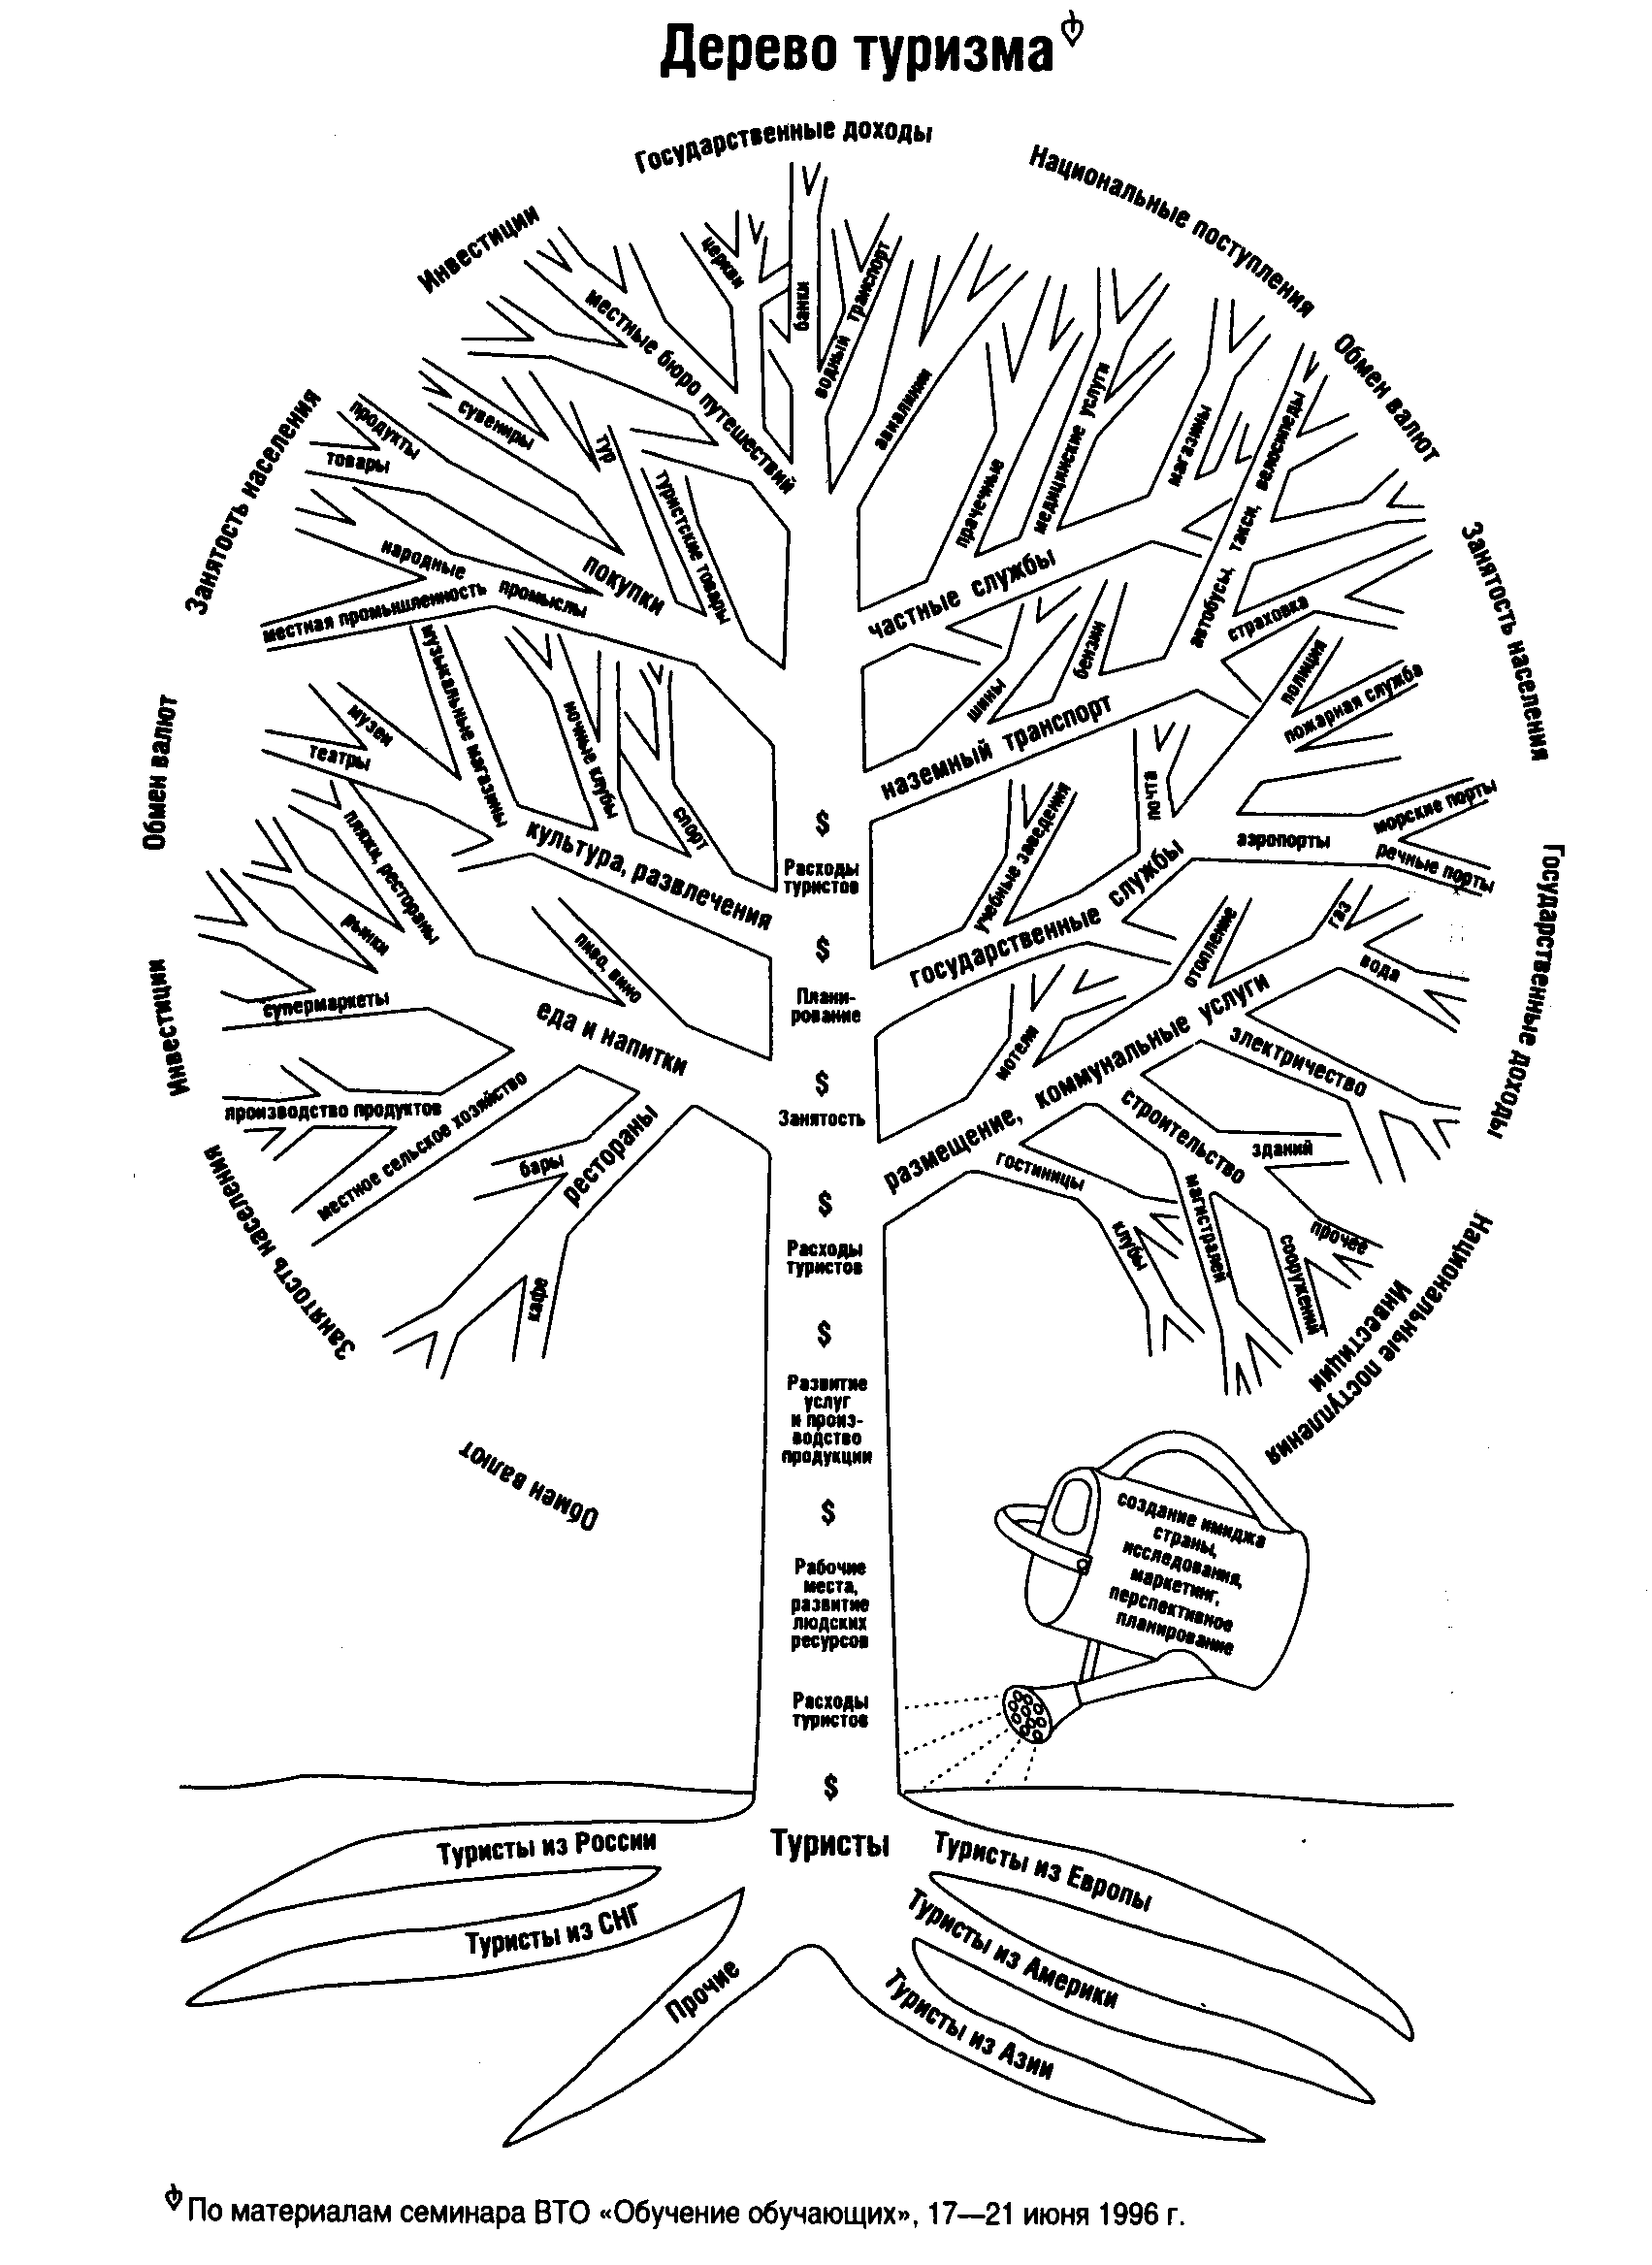 Дерево туризма
Государственные доходы
Национальные поступления
Инвестиции
Обмен валют
Занятость населения
Занятость населения
Обмен валют
Государственные доходы
Инвестиции
Национальные поступления
Инвестиции
Занятость населения
Обмен валют
церкви
банки
водный транспорт
авиалинии
местные бюро путешествий
продукты
товары
сувениры
тур
туристские товары
народные
промыслы
местная промышленность
покупки
прачечные
медицинские услуги
магазины
частные службы
автобусы, такси, велосипеды
страховка
шины
бензин
наземный транспорт
полиция
пожарная служба
музеи
театры
музыкальные магазины
ночные клубы
спорт
культура, развлечения
почта
учебные заведения
государственные службы
аэропорты
морские порты
речные порты
пляжи, рестораны
рынки
супермаркеты
пиво, вино
еда и напитки
производство продуктов
местное сельское хозяйство
бары
рестораны
кафе
отопление
газ
вода
мотели
размещение, коммунальные услуги
электричество
строительство
зданий
гостиницы
клубы
магистралей
сооружений
прочее
$
Расходы
туристов
$
Плани-
рование
$
Занятость
$
Расходы
туристов
$
Развитие
услуг
и произ-
водство
продукции
$
Рабочие
места,
развитие
людских
ресурсов
Расходы
туристов
$
создание имиджа
страны,
исследования,
маркетинг,
перспективное
планирование
Туристы
Туристы из России
Туристы из СНГ
Прочие
Туристы из Европы
Туристы из Америки
Туристы из Азии
По материалам семинара ВТО «Обучение обучающих», 17—21 июня 1996 г.